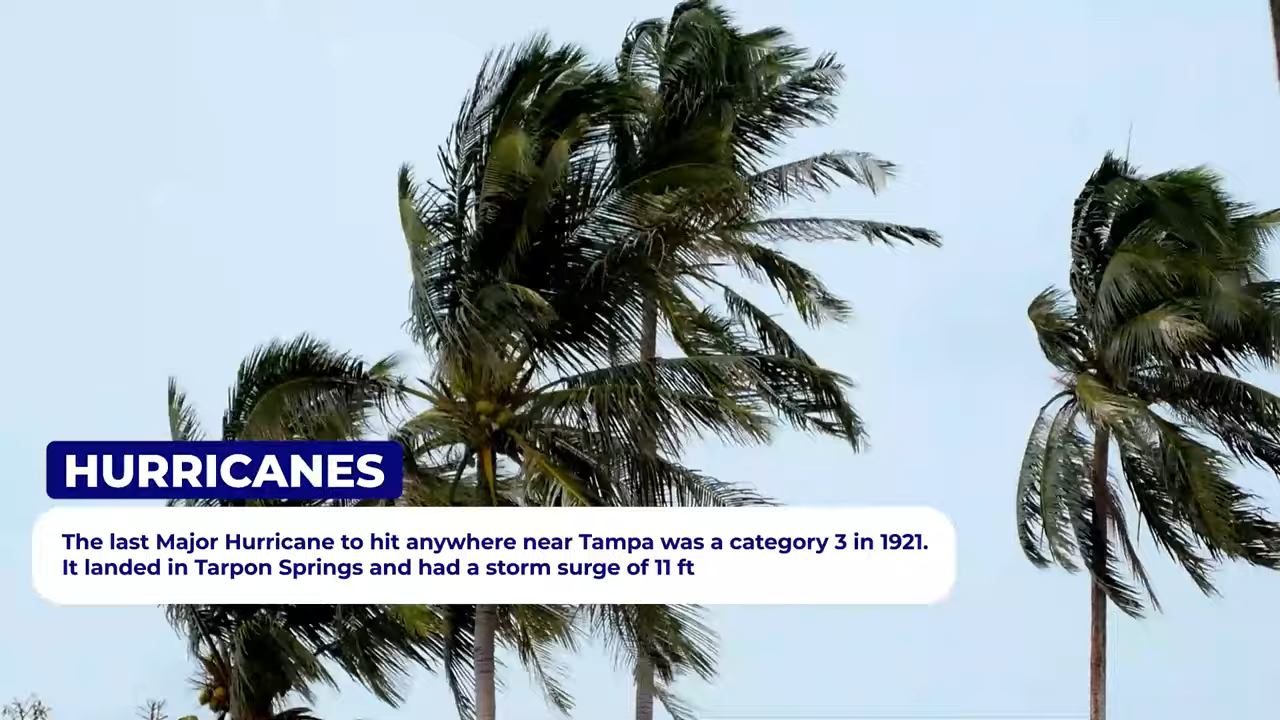 HURRICANES
The last Major Hurricane to hit anywhere near Tampa was a category 3 in 1921.
It landed in Tarpon Springs and had a storm surge of 11 ft